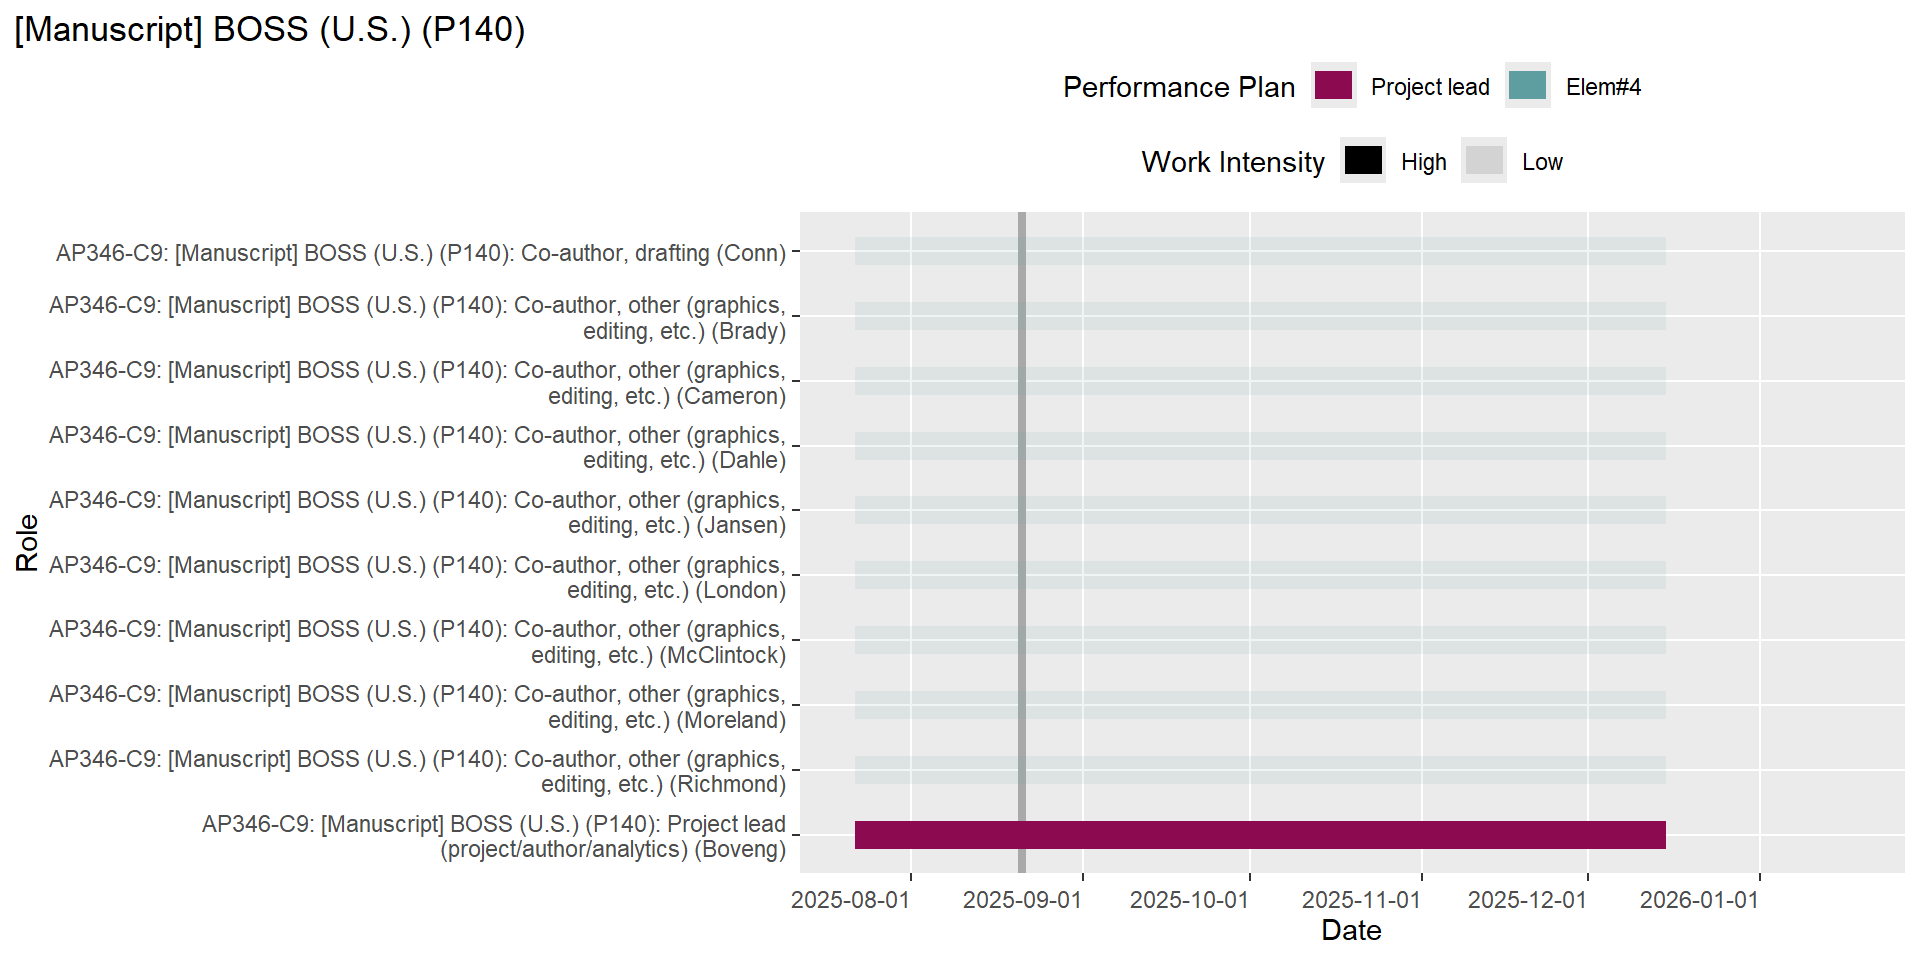 [Manuscript] BOSS (U.S.) (P140)
Performance Plan Project lead Elem#4
Work Intensity High Low
AP346-C9: [Manuscript] BOSS (U.S.) (P140): Co-author, drafting (Conn)
AP346-C9: [Manuscript] BOSS (U.S.) (P140): Co-author, other (graphics,
editing, etc.) (Brady)
AP346-C9: [Manuscript] BOSS (U.S.) (P140): Co-author, other (graphics,
editing, etc.) (Cameron)
AP346-C9: [Manuscript] BOSS (U.S.) (P140): Co-author, other (graphics,
editing, etc.) (Dahle)
AP346-C9: [Manuscript] BOSS (U.S.) (P140): Co-author, other (graphics,
editing, etc.) (Jansen)
AP346-C9: [Manuscript] BOSS (U.S.) (P140): Co-author, other (graphics,
editing, etc.) (London)
AP346-C9: [Manuscript] BOSS (U.S.) (P140): Co-author, other (graphics,
editing, etc.) (McClintock)
AP346-C9: [Manuscript] BOSS (U.S.) (P140): Co-author, other (graphics,
editing, etc.) (Moreland)
AP346-C9: [Manuscript] BOSS (U.S.) (P140): Co-author, other (graphics,
editing, etc.) (Richmond)
AP346-C9: [Manuscript] BOSS (U.S.) (P140): Project lead
(project/author/analytics) (Boveng)
Role
2025-08-01 2025-09-01 2025-10-01 2025-11-01 2025-12-01 2026-01-01
Date